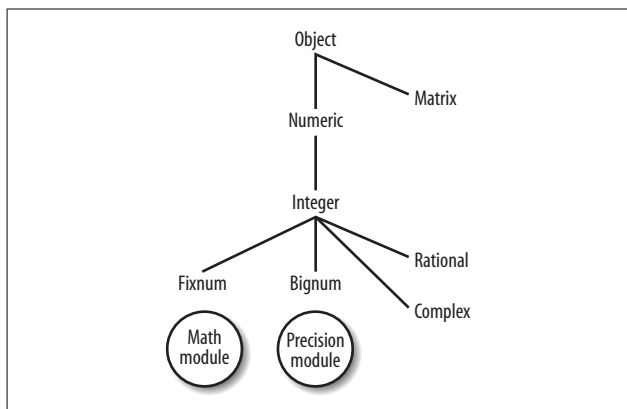 Object
Matrix
Numeric
Integer
Rational
Fixnum
Bignum
Complex
Math
module
Precision
module